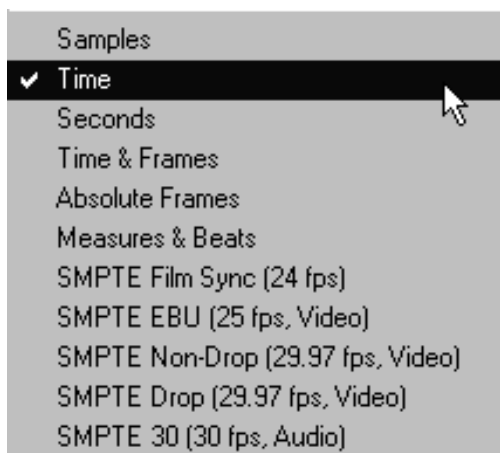 Samples
Time
Seconds
Time & Frames
Absolute Frames
Measures & Beats
SMPTE Film Sync (24 fps)
SMPTE EBU (25 fps, Video)
SMPTE Non-Drop (29.97 fps, Video)
SMPTE Drop (29.97 fps, Video)
SMPTE 30 (30 fps, Audio)